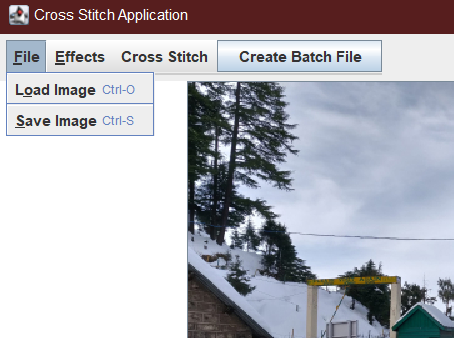 Cross Stitch Application
File Effects Cross Stitch Create Batch File
Load Image Ctrl-O
Save Image Ctrl-S